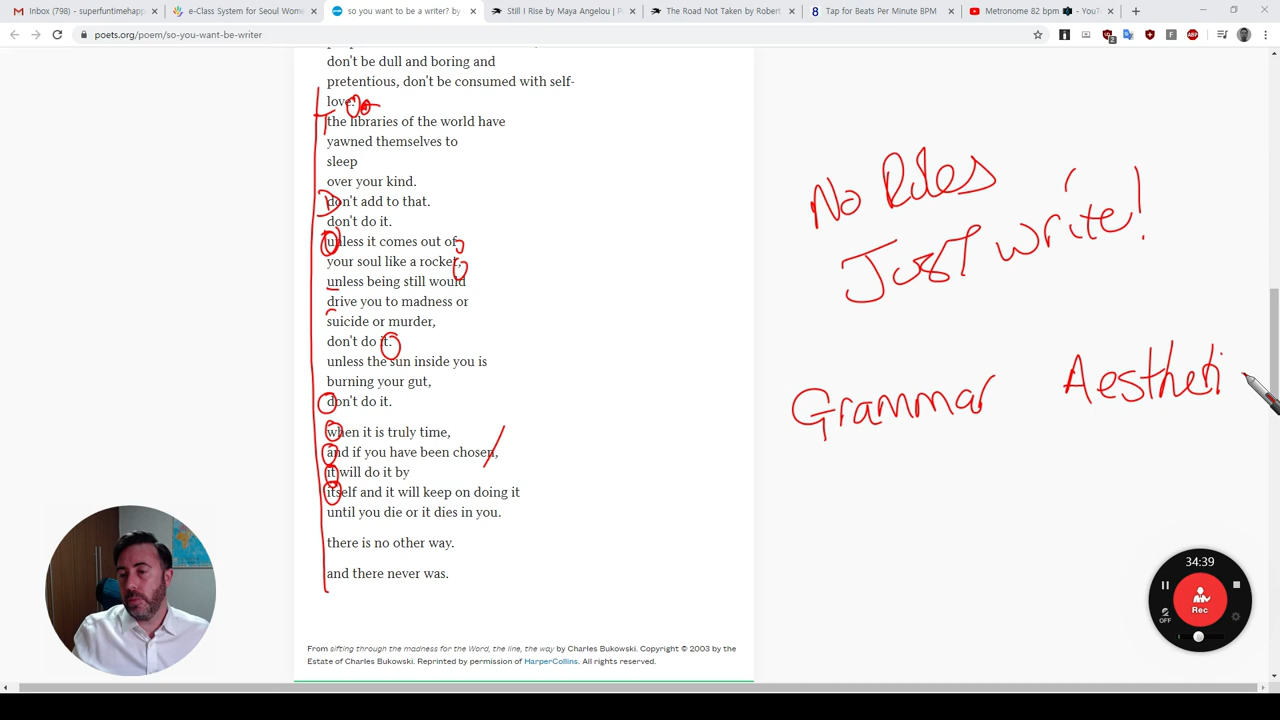 Inbox (798) - superfuntimehapp
e-Class System for Seoul Wome
so you want to be a writer? by
Still I Rise by Maya Angelou | P
The Road Not Taken by Robert
Tap for Beats Per Minute BPM
Metronome 82 bpm - YouT
poets.org/poem/so-you-want-be-writer
don't be dull and boring and
pretentious, don't be consumed with self-
love.
the libraries of the world have
yawned themselves to
sleep
over your kind.
don't add to that.
don't do it.
unless it comes out of
your soul like a rocket,
unless being still would
drive you to madness or
suicide or murder,
don't do it.
unless the sun inside you is
burning your gut,
don't do it.
when it is truly time,
and if you have been chosen,
it will do it by
itself and it will keep on doing it
until you die or it dies in you.
there is no other way.
and there never was.
From sifting through the madness for the Word, the line, the way by Charles Bukowski. Copyright © 2003 by the
Estate of Charles Bukowski. Reprinted by permission of HarperCollins. All rights reserved.
No Rules
Just write!
Grammar Aestheti
34:39
Rec
OFF